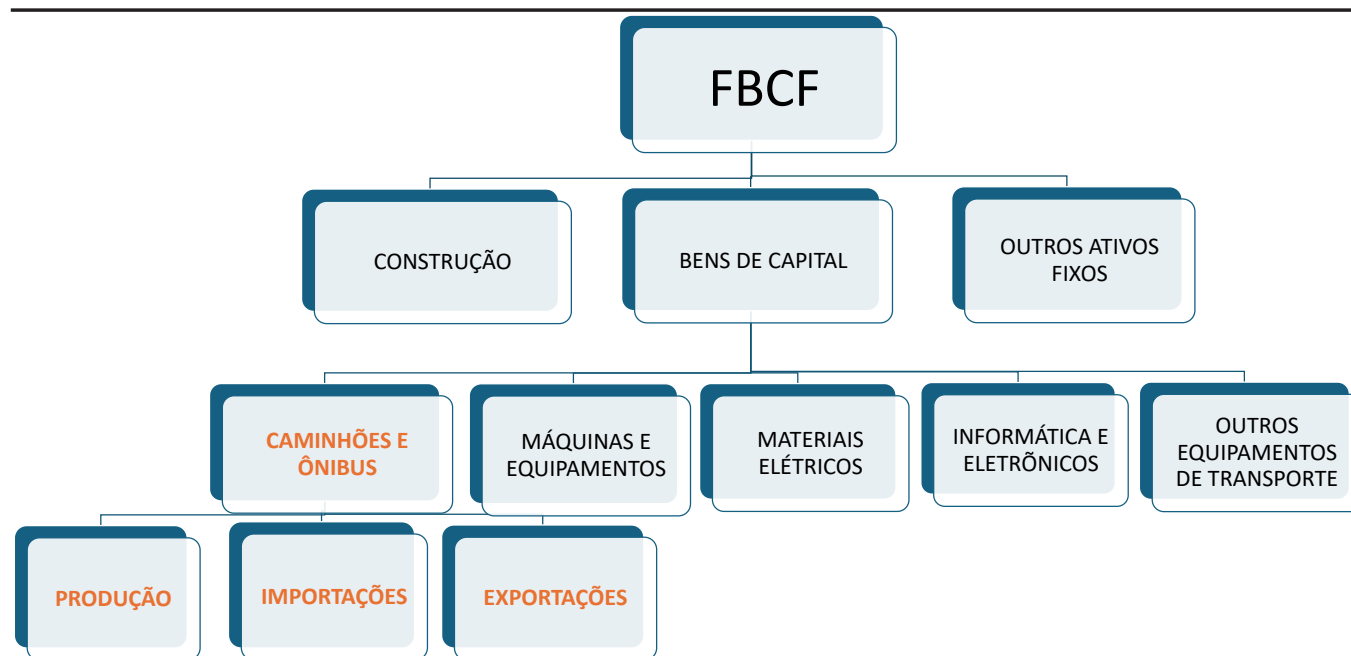 FBCF
CONSTRUÇÃO
BENS DE CAPITAL
OUTROS ATIVOS
FIXOS
CAMINHÕES E
ÔNIBUS
MÁQUINAS E
EQUIPAMENTOS
MATERIAIS
ELÉTRICOS
INFORMÁTICA E
ELETRÕNICOS
OUTROS
EQUIPAMENTOS
DE TRANSPORTE
PRODUÇÃO
IMPORTAÇÕES
EXPORTAÇÕES